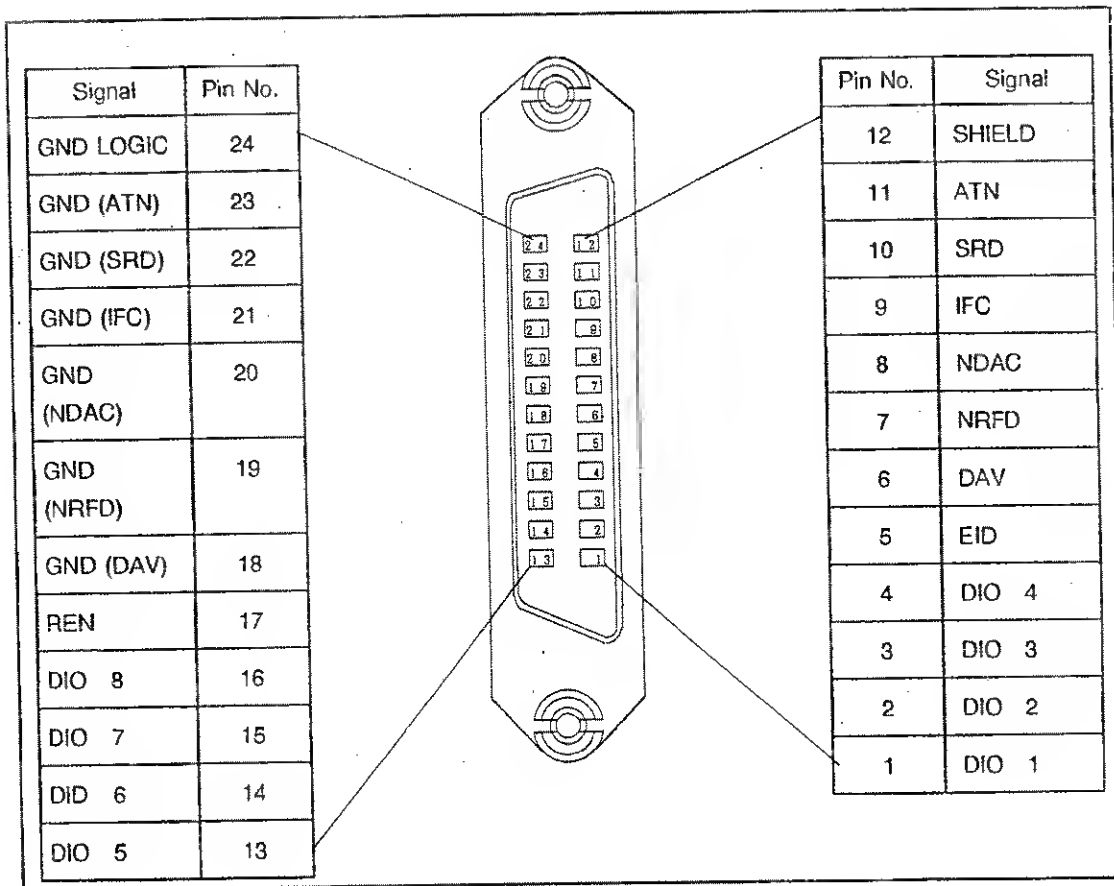 Signal Pin No.
GND LOGIC 24
GND (ATN) 23
GND (SRD) 22
GND (IFC) 21
GND 20
(NDAC)
GND 19
(NRFD)
GND (DAV) 18
REN 17
DIO 8 16
DIO 7 15
DID 6 14
DIO 5 13
24 12
23 11
22 10
21 9
20 8
19 7
18 6
17 5
16 4
15 3
14 2
13 1
Pin No. Signal
12 SHIELD
11 ATN
10 SRD
9 IFC
8 NDAC
7 NRFD
6 DAV
5 EID
4 DIO 4
3 DIO 3
2 DIO 2
1 DIO 1